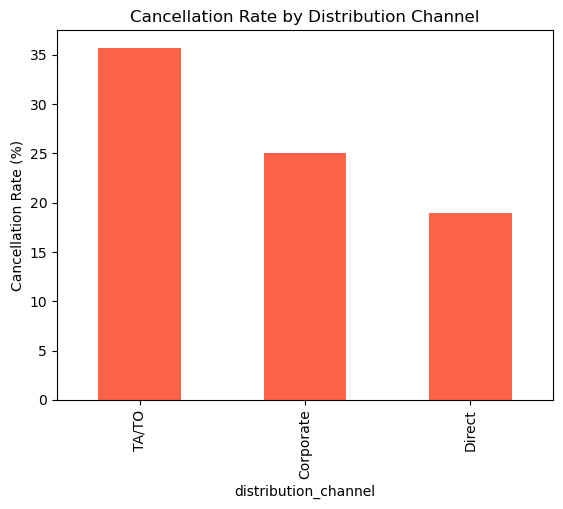 Cancellation Rate by Distribution Channel
Cancellation Rate (%)
35
30
25
20
15
10
5
0
TA/TO
Corporate
Direct
distribution_channel